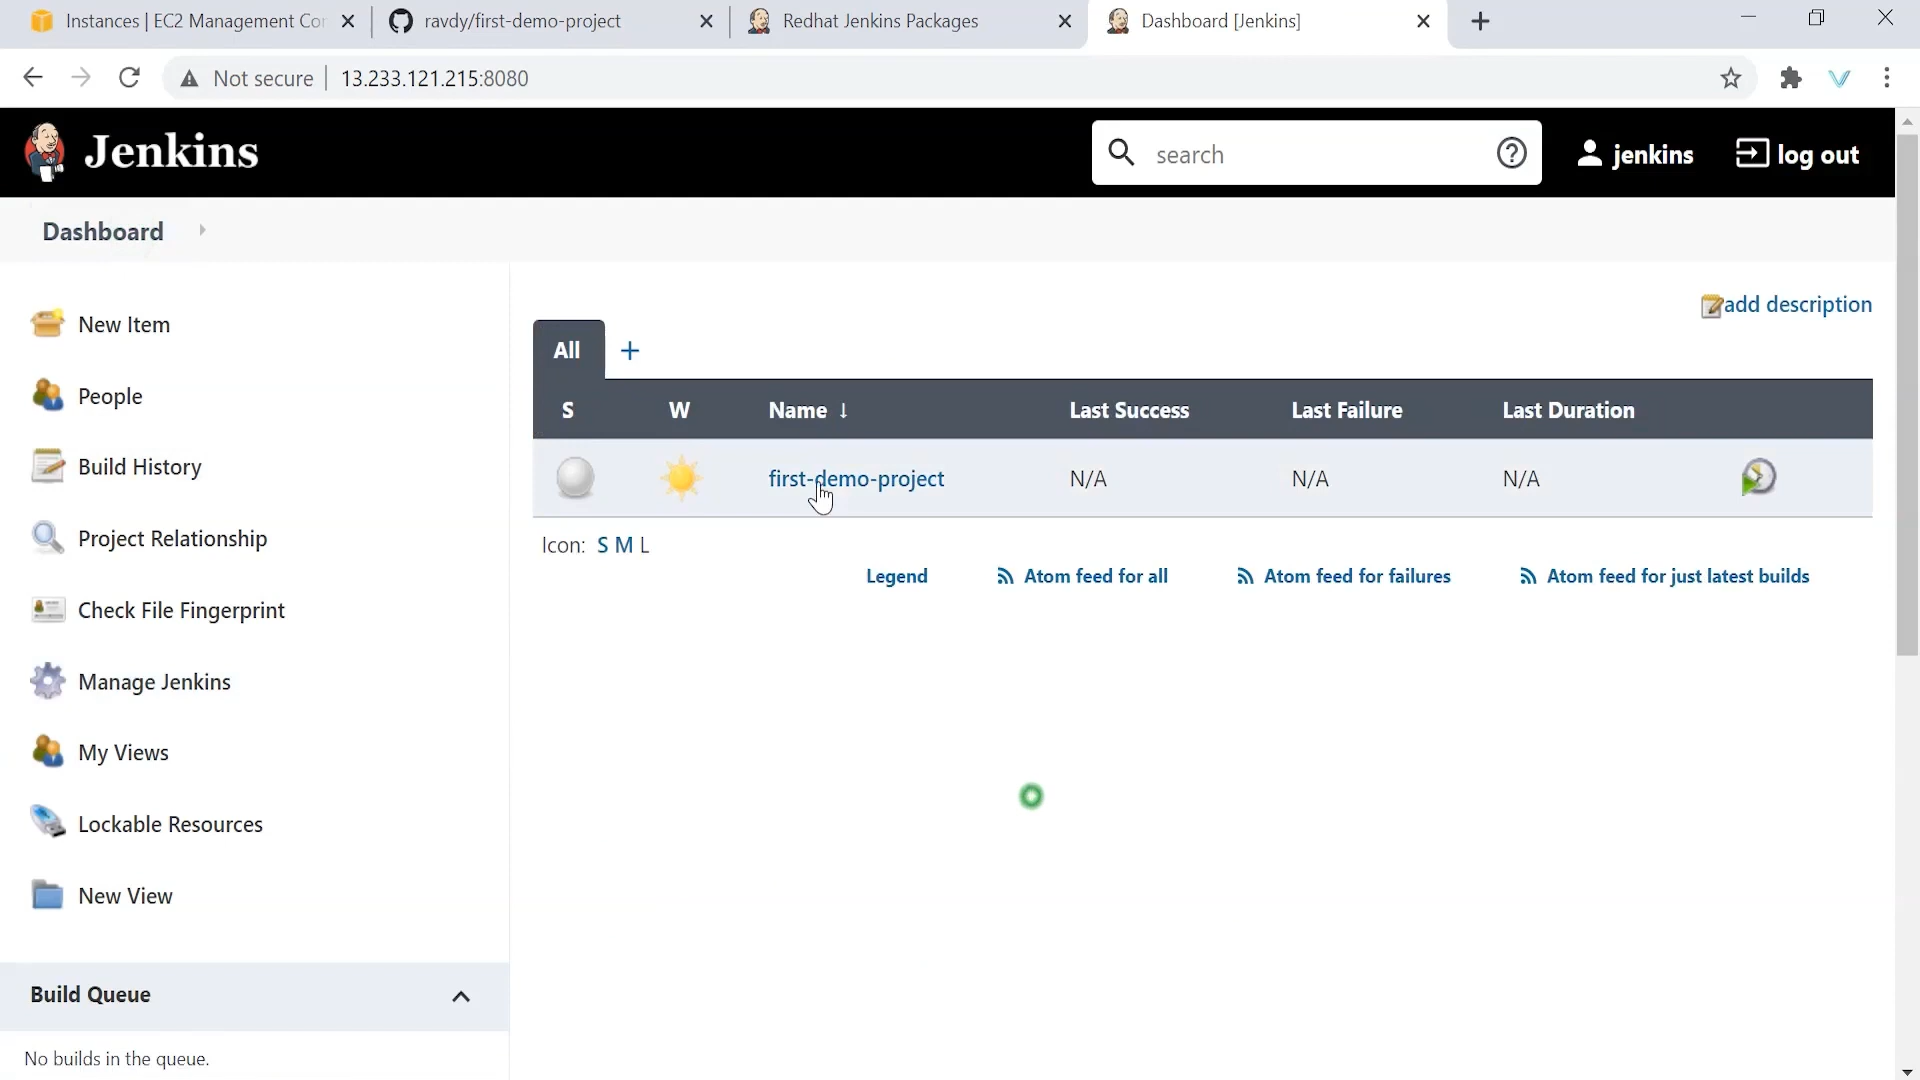 Instances | EC2 Management Cor
ravdy/first-demo-project
Redhat Jenkins Packages
Dashboard [Jenkins]
Not secure
13.233.121.215:8080
Jenkins
search
jenkins
log out
Dashboard
New Item
People
Build History
Project Relationship
Check File Fingerprint
Manage Jenkins
My Views
Lockable Resources
New View
Build Queue
No builds in the queue.
add description
All +
S W Name ↓ Last Success Last Failure Last Duration
first-demo-project N/A N/A N/A
Icon: S M L
Legend Atom feed for all Atom feed for failures Atom feed for just latest builds